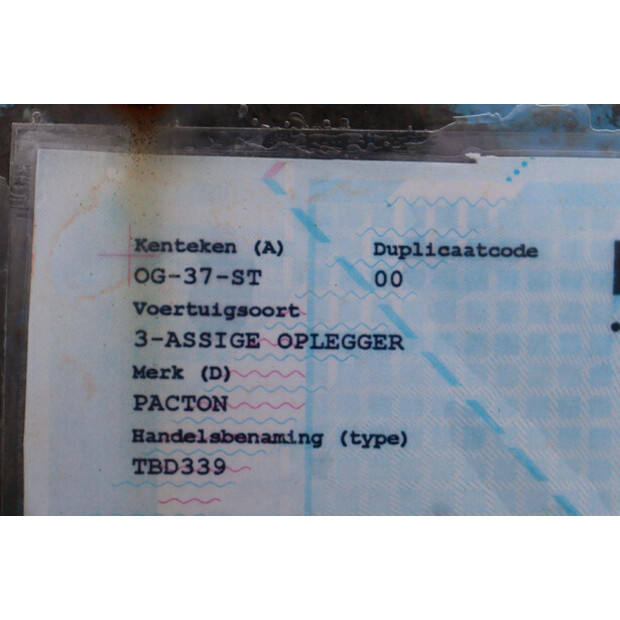 Kenteken (A) Duplicaatcode
OG-37-ST 00
Voertuigsoort
3-ASSIGE OPLEGGER
Merk (D)
PACTON
Handelsbenaming (type)
TBD339